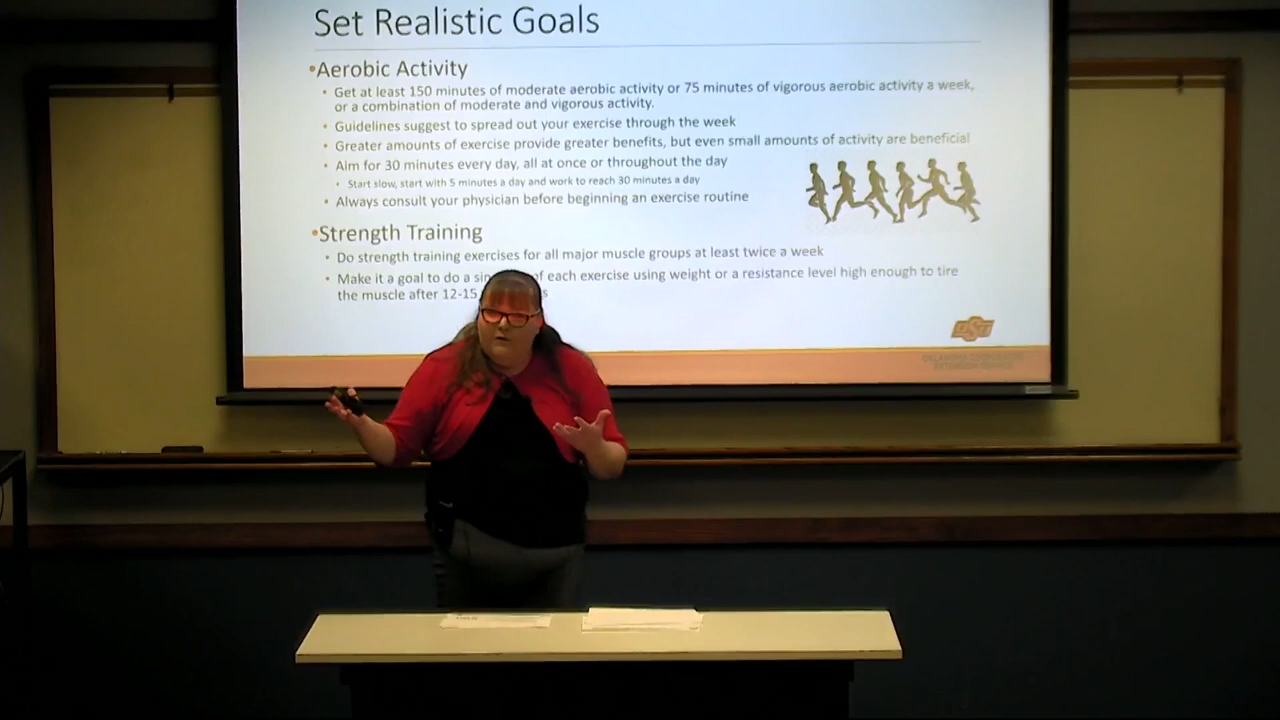 Set Realistic Goals
•Aerobic Activity
• Get at least 150 minutes of moderate aerobic activity or 75 minutes of vigorous aerobic activity a week,
or a combination of moderate and vigorous activity.
• Guidelines suggest to spread out your exercise through the week
• Greater amounts of exercise provide greater benefits, but even small amounts of activity are beneficial
• Aim for 30 minutes every day, all at once or throughout the day
• Start slow, start with 5 minutes a day and work to reach 30 minutes a day
• Always consult your physician before beginning an exercise routine
•Strength Training
• Do strength training exercises for all major muscle groups at least twice a week
• Make it a goal to do a of each exercise using weight or a resistance level high enough to tire
the muscle after 12-15
OSU
OKLAHOMA COOPERATIVE
EXTENSION SERVICE